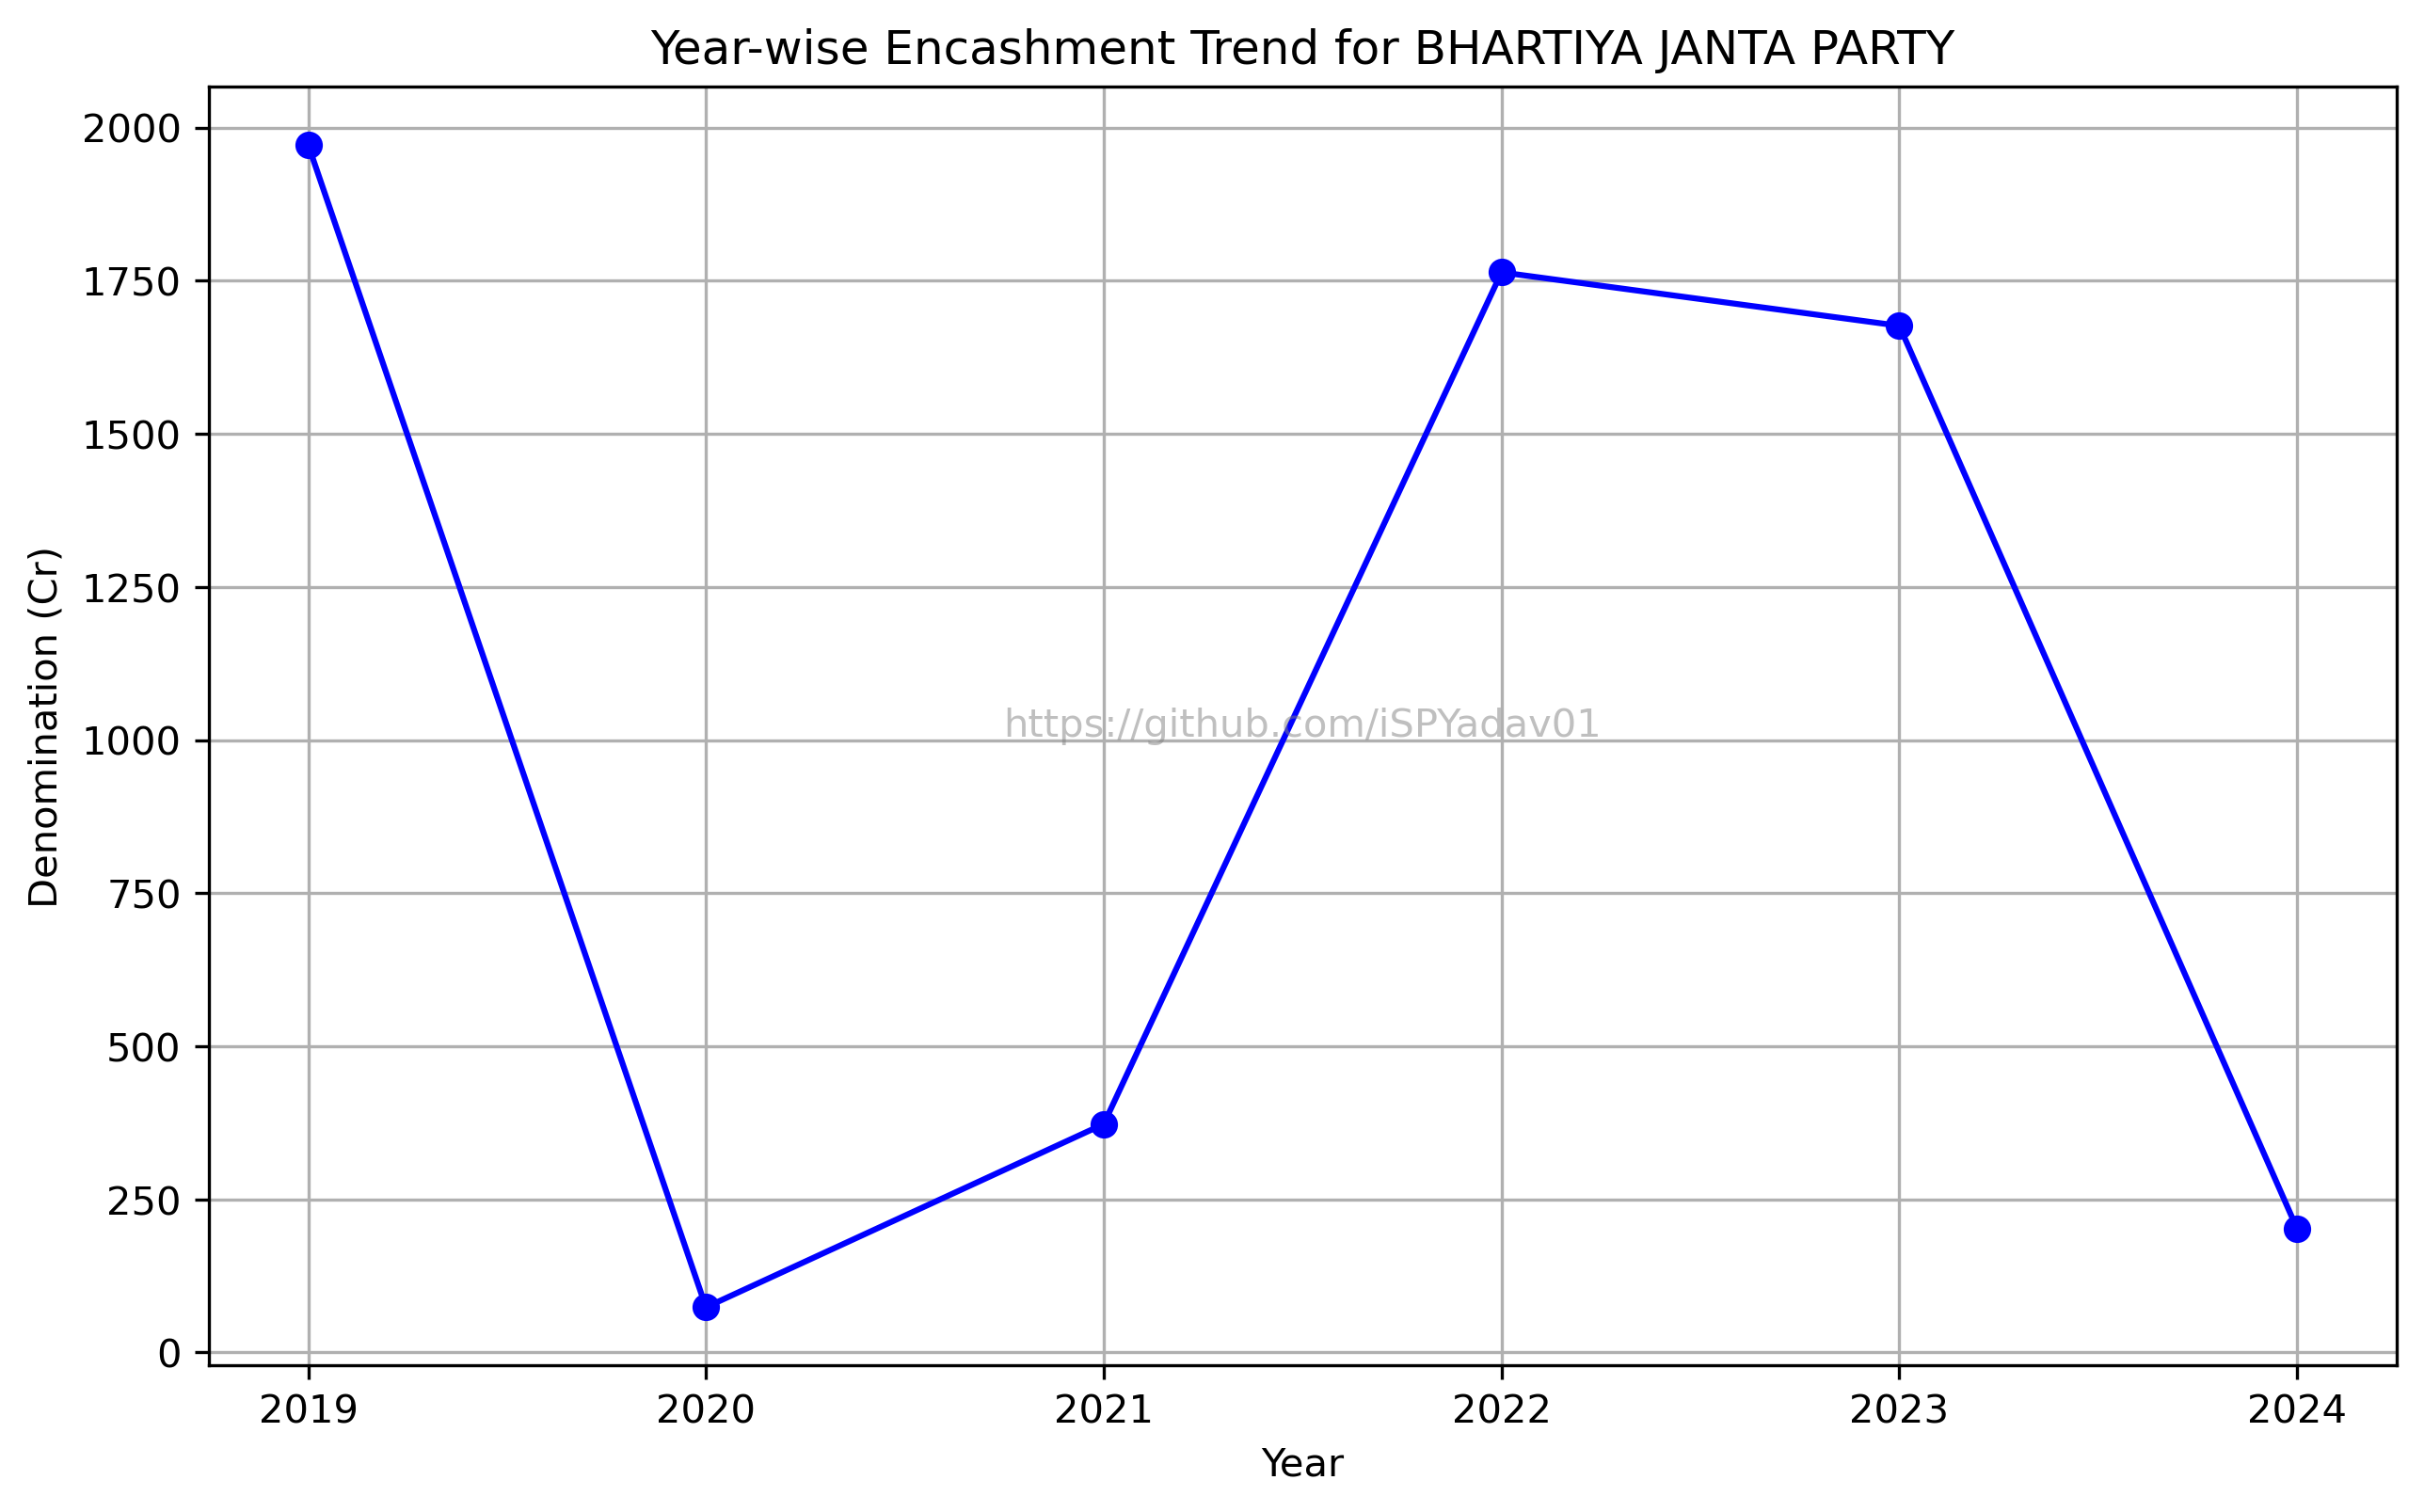 Year-wise Encashment Trend for BHARTIYA JANTA PARTY
Denomination (Cr)
2000
1750
1500
1250
1000
750
500
250
0
https://github.com/iSPYadav01
2019 2020 2021 2022 2023 2024
Year